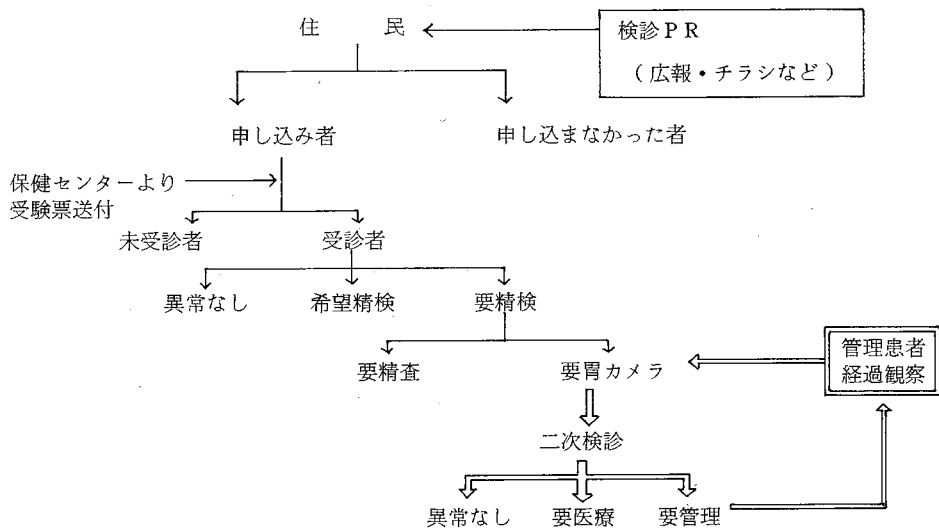 住　　民
検診ＰＲ
（広報・チラシなど）
申し込み者
申し込まなかった者
保健センターより
受験票送付
未受診者
受診者
異常なし
希望精検
要精検
要精査
要胃カメラ
管理患者
経過観察
二次検診
異常なし
要医療
要管理